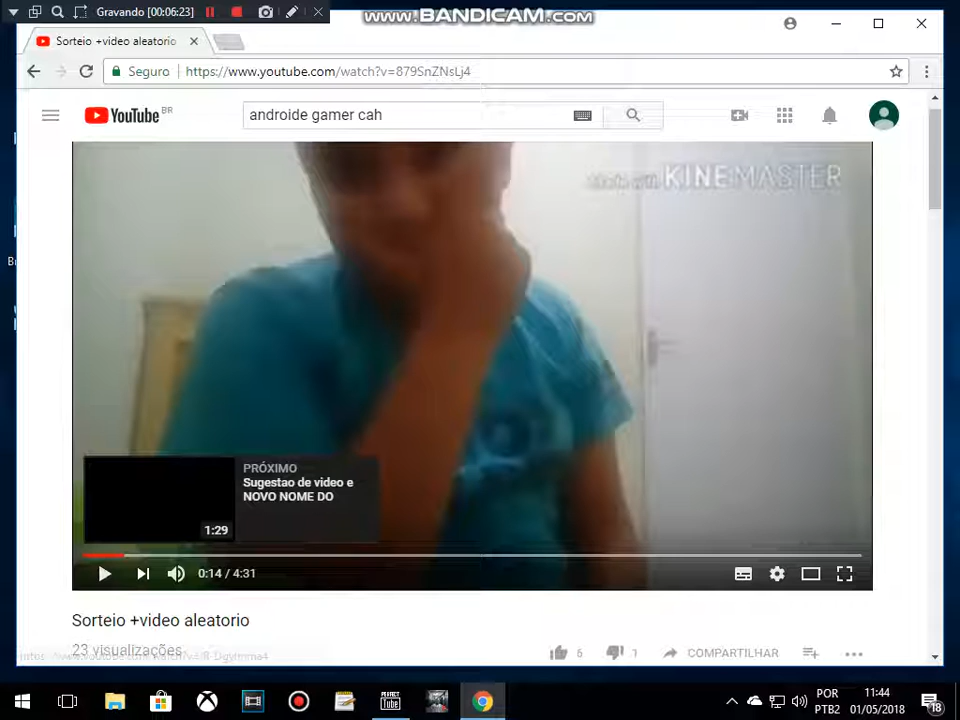 Gravando [00:06:23]
www.BANDICAM.com
Sorteio +video aleatorio
Seguro
https://www.youtube.com/watch?v=879SnZNsLj4
YouTube BR
androide gamer cah
KINEMASTER
PRÓXIMO
Sugestao de video e
NOVO NOME DO
1:29
0:14 / 4:31
Sorteio +video aleatorio
23 visualizações
6
1
COMPARTILHAR
PERFECT
Tube
POR
PTB2
11:44
01/05/2018
18